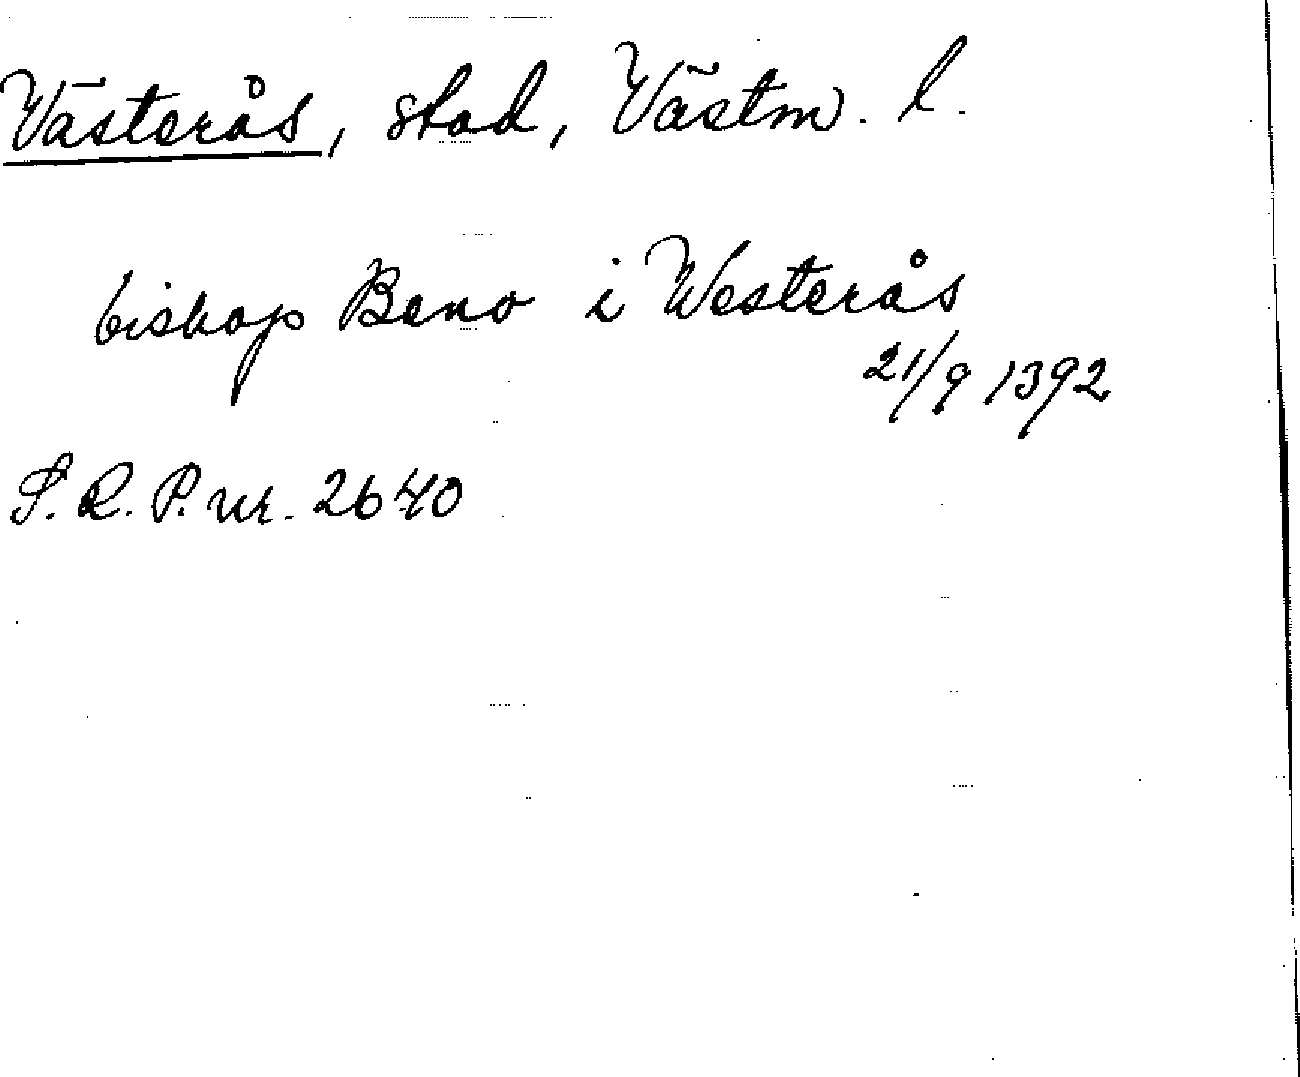 Västerås, stad, Västm. l.
biskop Beno i Westerås
21/9 1392
S. R. P. nr. 2640